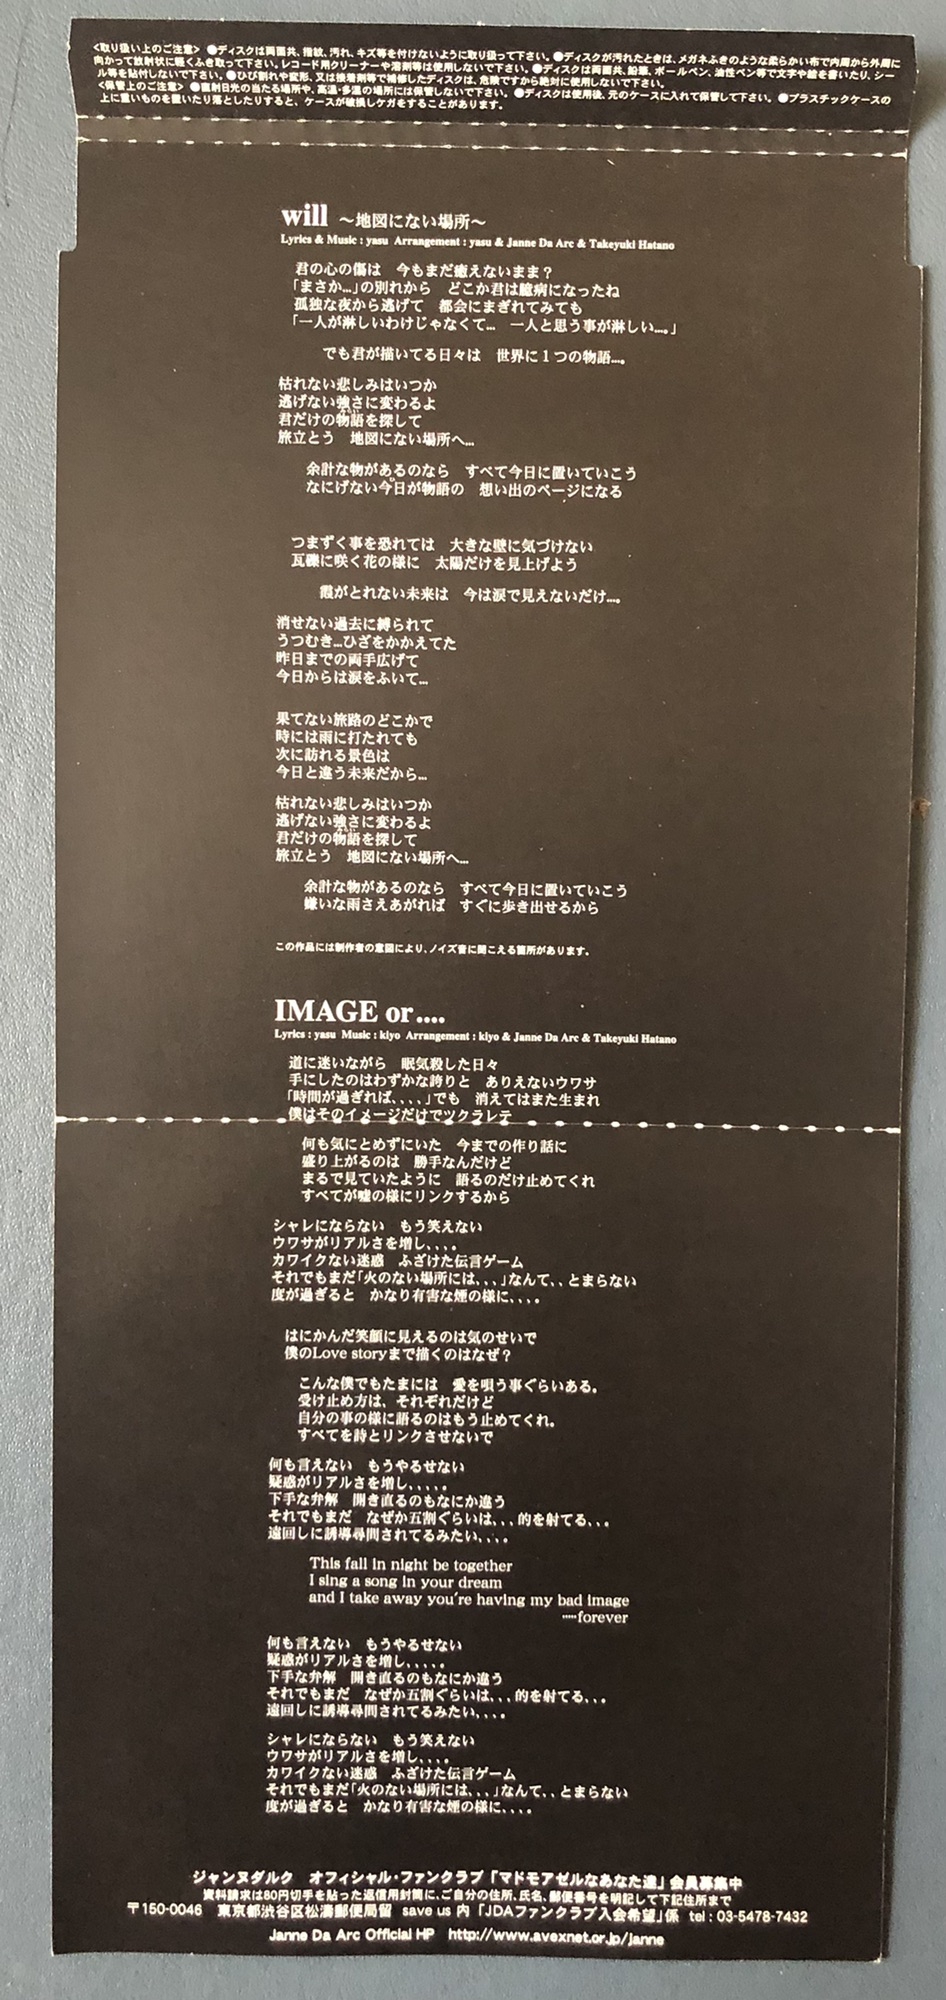 <取り扱い上のご注意> ●ディスクは両面共、指紋、汚れ、キズ等を付けないように取り扱って下さい。●ディスクが汚れたときは、メガネふきのような柔らかい布で内周から外周に
向かって放射状に軽くふき取って下さい。レコード用クリーナーや溶剤等は使用しないで下さい。●ディスクは両面共、鉛筆、ボールペン、油性ペン等で文字や絵を書いたり、シー
ル等を貼付しないで下さい。●ひび割れや変形、又は接着剤等で補修したディスクは、危険ですから絶対に使用しないで下さい。
<保管上のご注意> ●直射日光の当たる場所や、高温・多湿の場所には保管しないで下さい。●ディスクは使用後、元のケースに入れて保管して下さい。●プラスチックケースの
上に重いものを置いたり落としたりすると、ケースが破損しケガをすることがあります。
will ～地図にない場所～
Lyrics & Music : yasu Arrangement : yasu & Janne Da Arc & Takeyuki Hatano
君の心の傷は　今もまだ癒えないまま？
「まさか…」の別れから　どこか君は臆病になったね
孤独な夜から逃げて　都会にまぎれてみても
「一人が淋しいわけじゃなくて…　一人と思う事が淋しい…。」
でも君が描いてる日々は　世界に１つの物語…。
枯れない悲しみはいつか
逃げない強さに変わるよ
君だけの物語を探して
旅立とう　地図にない場所へ…
余計な物があるのなら　すべて今日に置いていこう
なにげない今日が物語の　想い出のページになる
つまずく事を恐れては　大きな壁に気づけない
瓦礫に咲く花の様に　太陽だけを見上げよう
霞がとれない未来は　今は涙で見えないだけ…。
消せない過去に縛られて
うつむき…ひざをかかえてた
昨日までの両手広げて
今日からは涙をふいて…
果てない旅路のどこかで
時には雨に打たれても
次に訪れる景色は
今日と違う未来だから…
枯れない悲しみはいつか
逃げない強さに変わるよ
君だけの物語を探して
旅立とう　地図にない場所へ…
余計な物があるのなら　すべて今日に置いていこう
嫌いな雨さえあがれば　すぐに歩き出せるから
この作品には制作者の意図により、ノイズ音に聞こえる箇所があります。
IMAGE or....
Lyrics : yasu Music : kiyo Arrangement : kiyo & Janne Da Arc & Takeyuki Hatano
道に迷いながら　眠気殺した日々
手にしたのはわずかな誇りと　ありえないウワサ
「時間が過ぎれば､､､､」でも　消えてはまた生まれ
僕はそのイメージだけでツクラレテ
何も気にとめずにいた　今までの作り話に
盛り上がるのは　勝手なんだけど
まるで見ていたように　語るのだけ止めてくれ
すべてが嘘の様にリンクするから
シャレにならない　もう笑えない
ウワサがリアルさを増し､､､｡
カワイクない迷惑　ふざけた伝言ゲーム
それでもまだ「火のない場所には､､､」なんて､､とまらない
度が過ぎると　かなり有害な煙の様に､､､｡
はにかんだ笑顔に見えるのは気のせいで
僕のLove storyまで描くのはなぜ？
こんな僕でもたまには　愛を唄う事ぐらいある。
受け止め方は、それぞれだけど
自分の事の様に語るのはもう止めてくれ。
すべてを詩とリンクさせないで
何も言えない　もうやるせない
疑惑がリアルさを増し､､､､｡
下手な弁解　開き直るのもなにか違う
それでもまだ　なぜか五割ぐらいは､､､的を射てる､､｡
遠回しに誘導尋問されてるみたい､､､｡
This fall in night be together
I sing a song in your dream
and I take away you're having my bad image
……forever
何も言えない　もうやるせない
疑惑がリアルさを増し､､､､｡
下手な弁解　開き直るのもなにか違う
それでもまだ　なぜか五割ぐらいは､､､的を射てる､､｡
遠回しに誘導尋問されてるみたい､､､｡
シャレにならない　もう笑えない
ウワサがリアルさを増し､､､｡
カワイクない迷惑　ふざけた伝言ゲーム
それでもまだ「火のない場所には､､､」なんて､､とまらない
度が過ぎると　かなり有害な煙の様に､､､｡
ジャンヌダルク　オフィシャル・ファンクラブ「マドモアゼルなあなた達」会員募集中
資料請求は80円切手を貼った返信用封筒に、ご自分の住所、氏名、郵便番号を明記して下記住所まで
〒150-0046　東京都渋谷区松濤郵便局留　save us 内「JDAファンクラブ入会希望」係　tel : 03-5478-7432
Janne Da Arc Official HP　http://www.avexnet.or.jp/janne